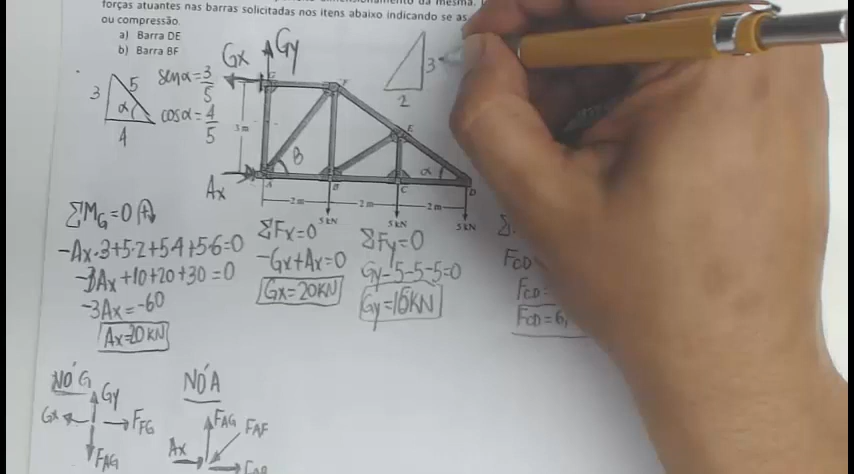 forças atuantes nas barras solicitadas nos itens abaixo indicando se as
ou compressão.
a) Barra DE
b) Barra BF
Gx Gy
3 5 α 4
senα=3/5
cosα=4/5
3
2
3 m
β
E
α
A B C D
Ax
2 m 2 m 2 m
5 kN 5 kN 5 kN
ΣM_G=0
-Ax·3+5·2+5·4+5·6=0
-3Ax+10+20+30=0
-3Ax=-60
Ax=20KN
ΣFx=0
-Gx+Ax=0
Gx=20KN
ΣFy=0
Gy-5-5-5=0
Gy=15KN
FCD
FCD=
FCD=6,
NÓ G
Gy
Gx FFG
FAG
NÓ A
FAG FAF
Ax